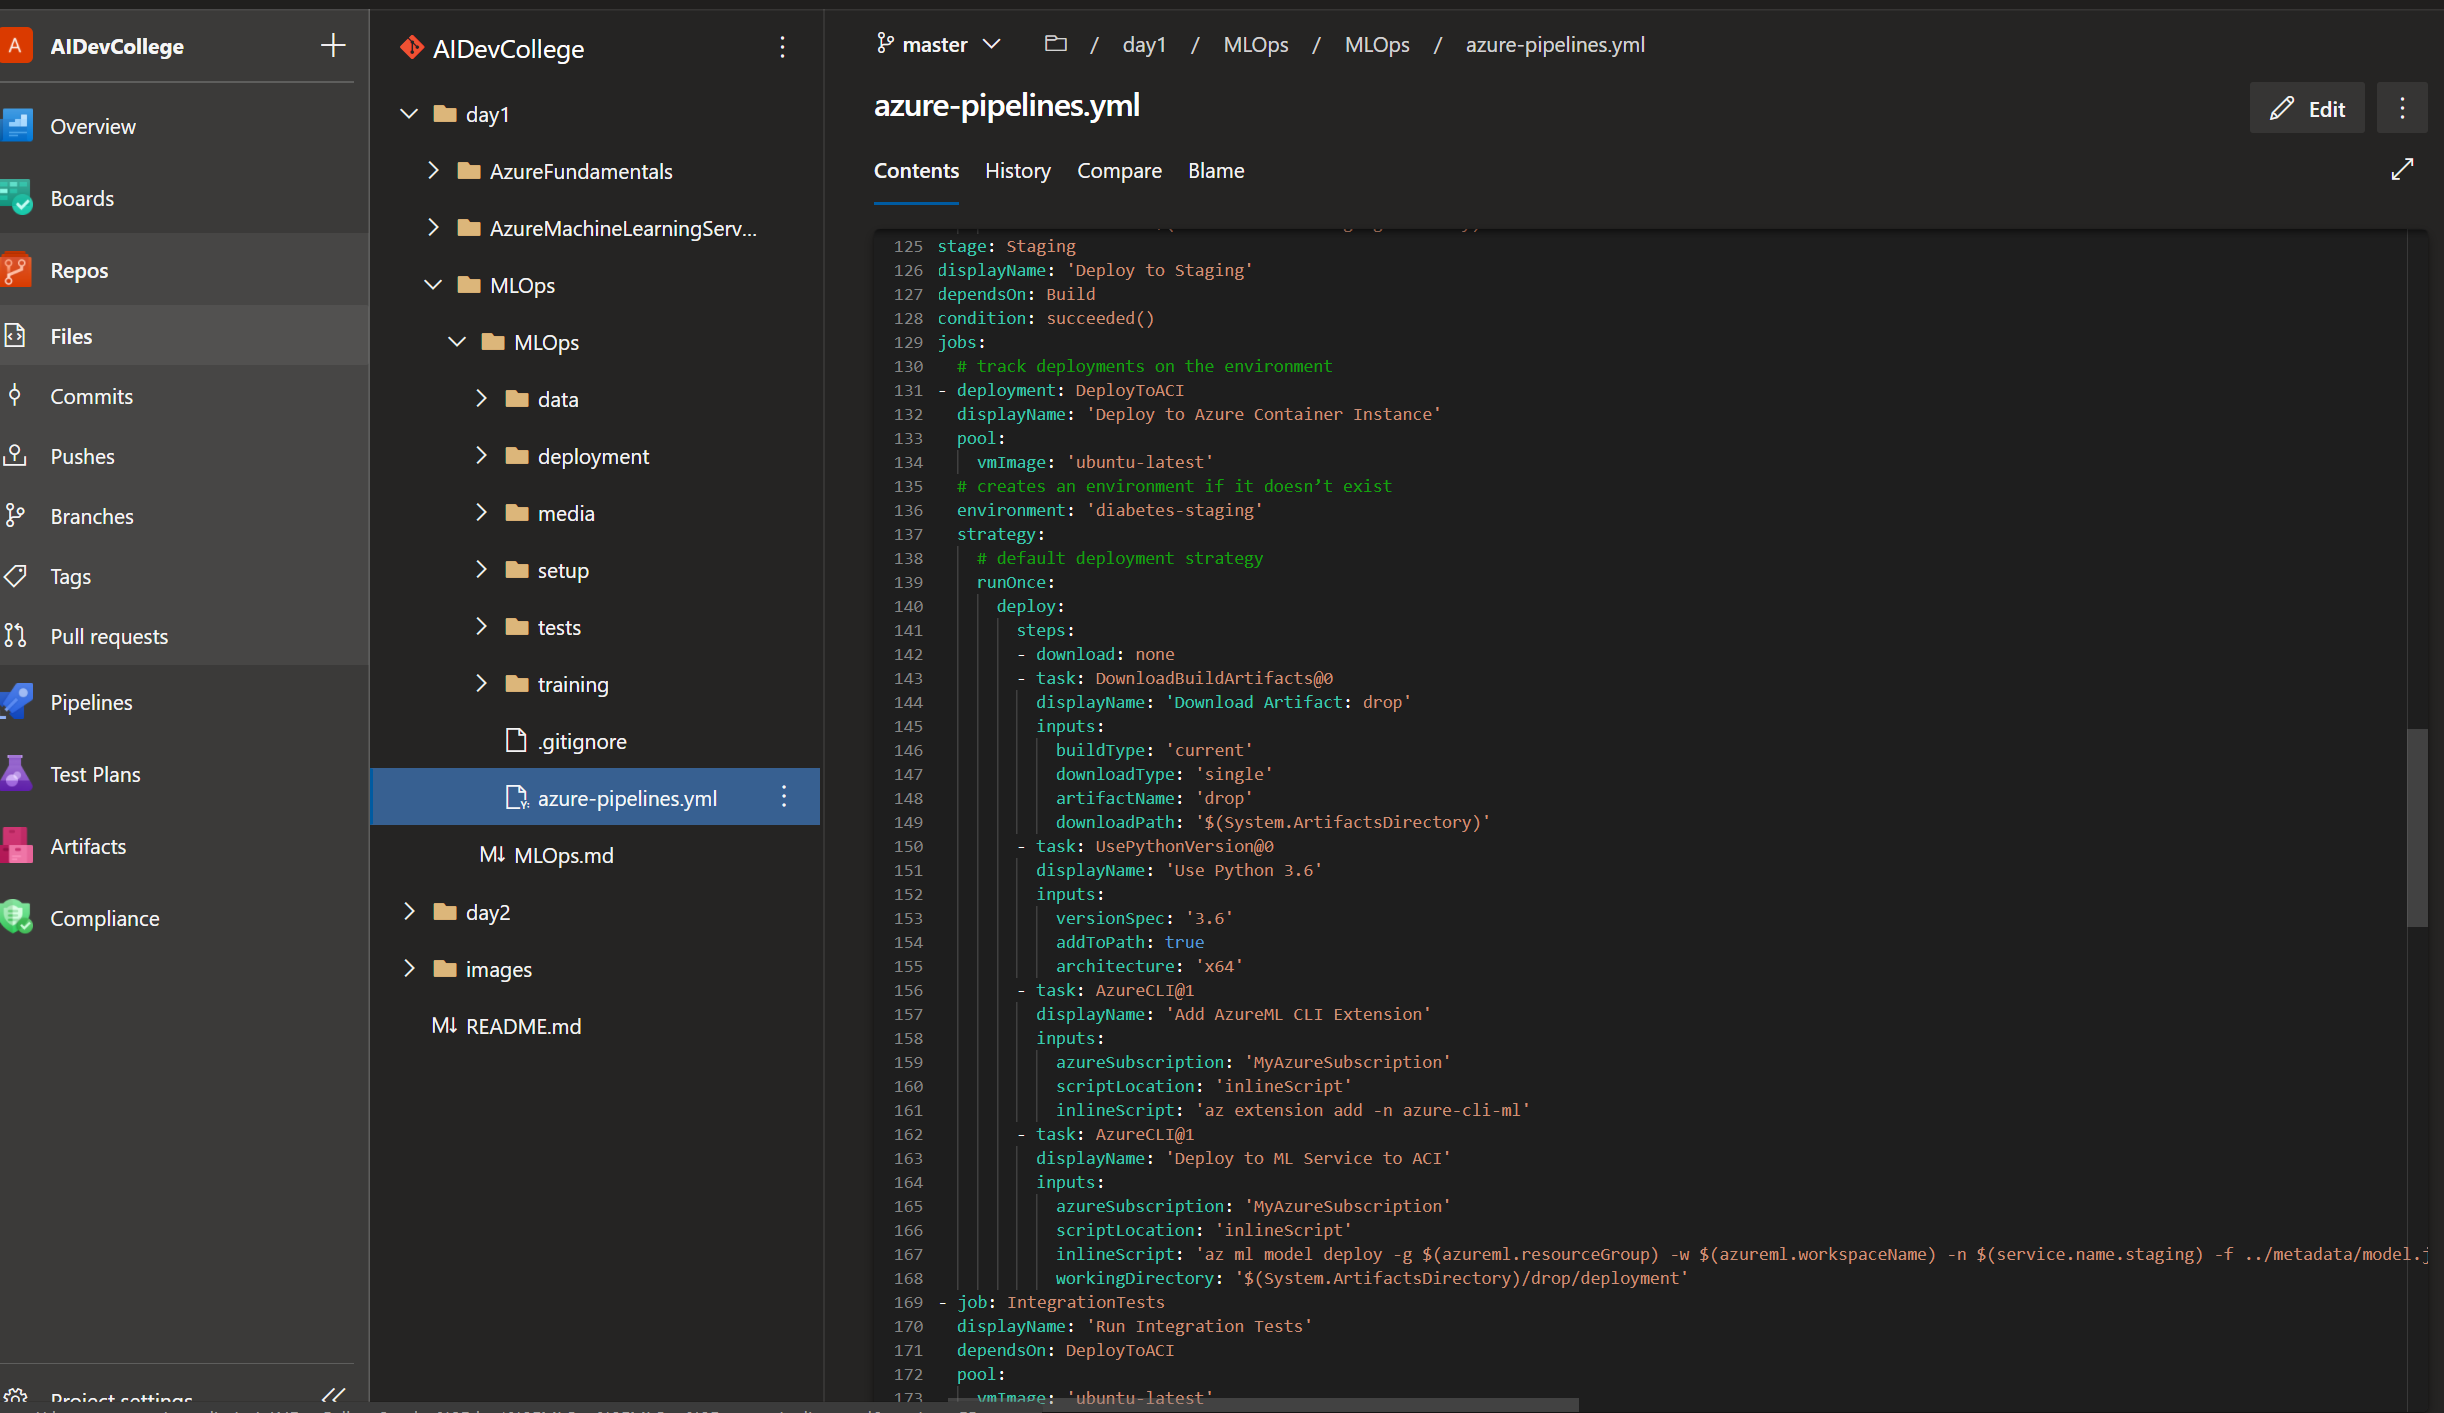 A AIDevCollege
Overview
Boards
Repos
Files
Commits
Pushes
Branches
Tags
Pull requests
Pipelines
Test Plans
Artifacts
Compliance
Project settings
AIDevCollege
day1
AzureFundamentals
AzureMachineLearningServ...
MLOps
MLOps
data
deployment
media
setup
tests
training
.gitignore
azure-pipelines.yml
M↓ MLOps.md
day2
images
M↓ README.md
master / day1 / MLOps / MLOps / azure-pipelines.yml
azure-pipelines.yml
Edit
Contents History Compare Blame
125 stage: Staging
126 displayName: 'Deploy to Staging'
127 dependsOn: Build
128 condition: succeeded()
129 jobs:
130 # track deployments on the environment
131 - deployment: DeployToACI
132 displayName: 'Deploy to Azure Container Instance'
133 pool:
134 vmImage: 'ubuntu-latest'
135 # creates an environment if it doesn’t exist
136 environment: 'diabetes-staging'
137 strategy:
138 # default deployment strategy
139 runOnce:
140 deploy:
141 steps:
142 - download: none
143 - task: DownloadBuildArtifacts@0
144 displayName: 'Download Artifact: drop'
145 inputs:
146 buildType: 'current'
147 downloadType: 'single'
148 artifactName: 'drop'
149 downloadPath: '$(System.ArtifactsDirectory)'
150 - task: UsePythonVersion@0
151 displayName: 'Use Python 3.6'
152 inputs:
153 versionSpec: '3.6'
154 addToPath: true
155 architecture: 'x64'
156 - task: AzureCLI@1
157 displayName: 'Add AzureML CLI Extension'
158 inputs:
159 azureSubscription: 'MyAzureSubscription'
160 scriptLocation: 'inlineScript'
161 inlineScript: 'az extension add -n azure-cli-ml'
162 - task: AzureCLI@1
163 displayName: 'Deploy to ML Service to ACI'
164 inputs:
165 azureSubscription: 'MyAzureSubscription'
166 scriptLocation: 'inlineScript'
167 inlineScript: 'az ml model deploy -g $(azureml.resourceGroup) -w $(azureml.workspaceName) -n $(service.name.staging) -f ../metadata/model.j
168 workingDirectory: '$(System.ArtifactsDirectory)/drop/deployment'
169 - job: IntegrationTests
170 displayName: 'Run Integration Tests'
171 dependsOn: DeployToACI
172 pool:
173 vmImage: 'ubuntu-latest'